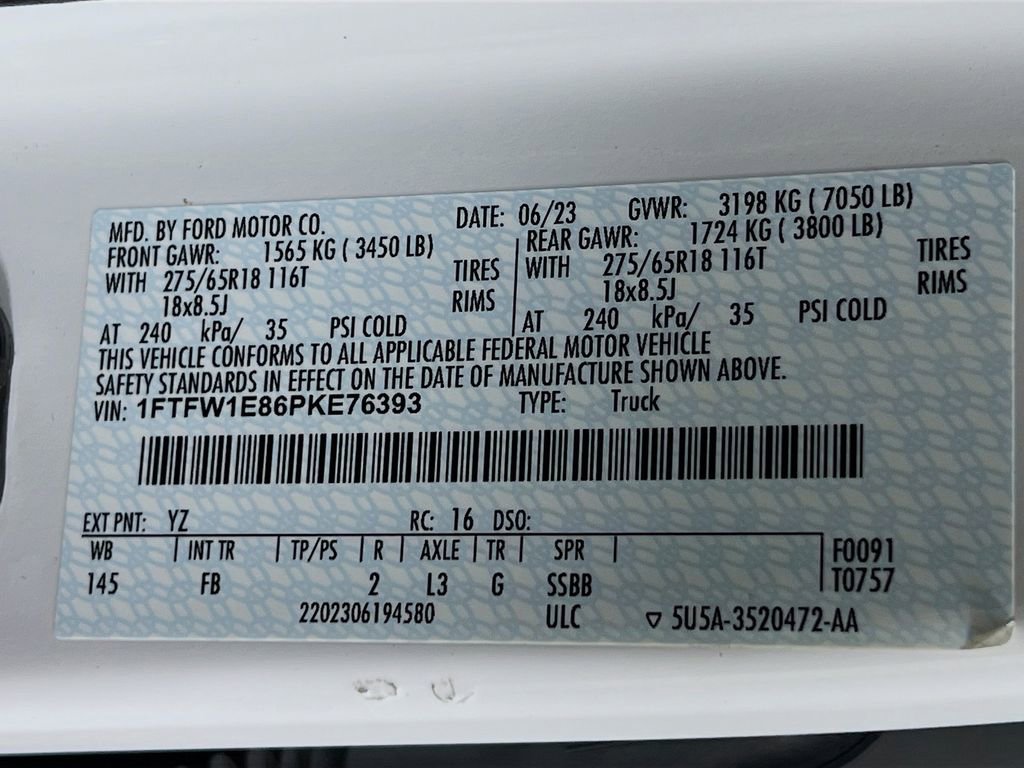 MFD. BY FORD MOTOR CO. DATE: 06/23 GVWR: 3198 KG ( 7050 LB)
FRONT GAWR: 1565 KG ( 3450 LB) REAR GAWR: 1724 KG ( 3800 LB)
WITH 275/65R18 116T TIRES WITH 275/65R18 116T TIRES
18x8.5J RIMS 18x8.5J RIMS
AT 240 kPa/ 35 PSI COLD AT 240 kPa/ 35 PSI COLD
THIS VEHICLE CONFORMS TO ALL APPLICABLE FEDERAL MOTOR VEHICLE
SAFETY STANDARDS IN EFFECT ON THE DATE OF MANUFACTURE SHOWN ABOVE.
VIN: 1FTFW1E86PKE76393 TYPE: Truck
EXT PNT: YZ RC: 16 DSO:
WB INT TR TP/PS R AXLE TR SPR F0091
145 FB 2 L3 G SSBB T0757
2202306194580 ULC ▽ 5U5A-3520472-AA